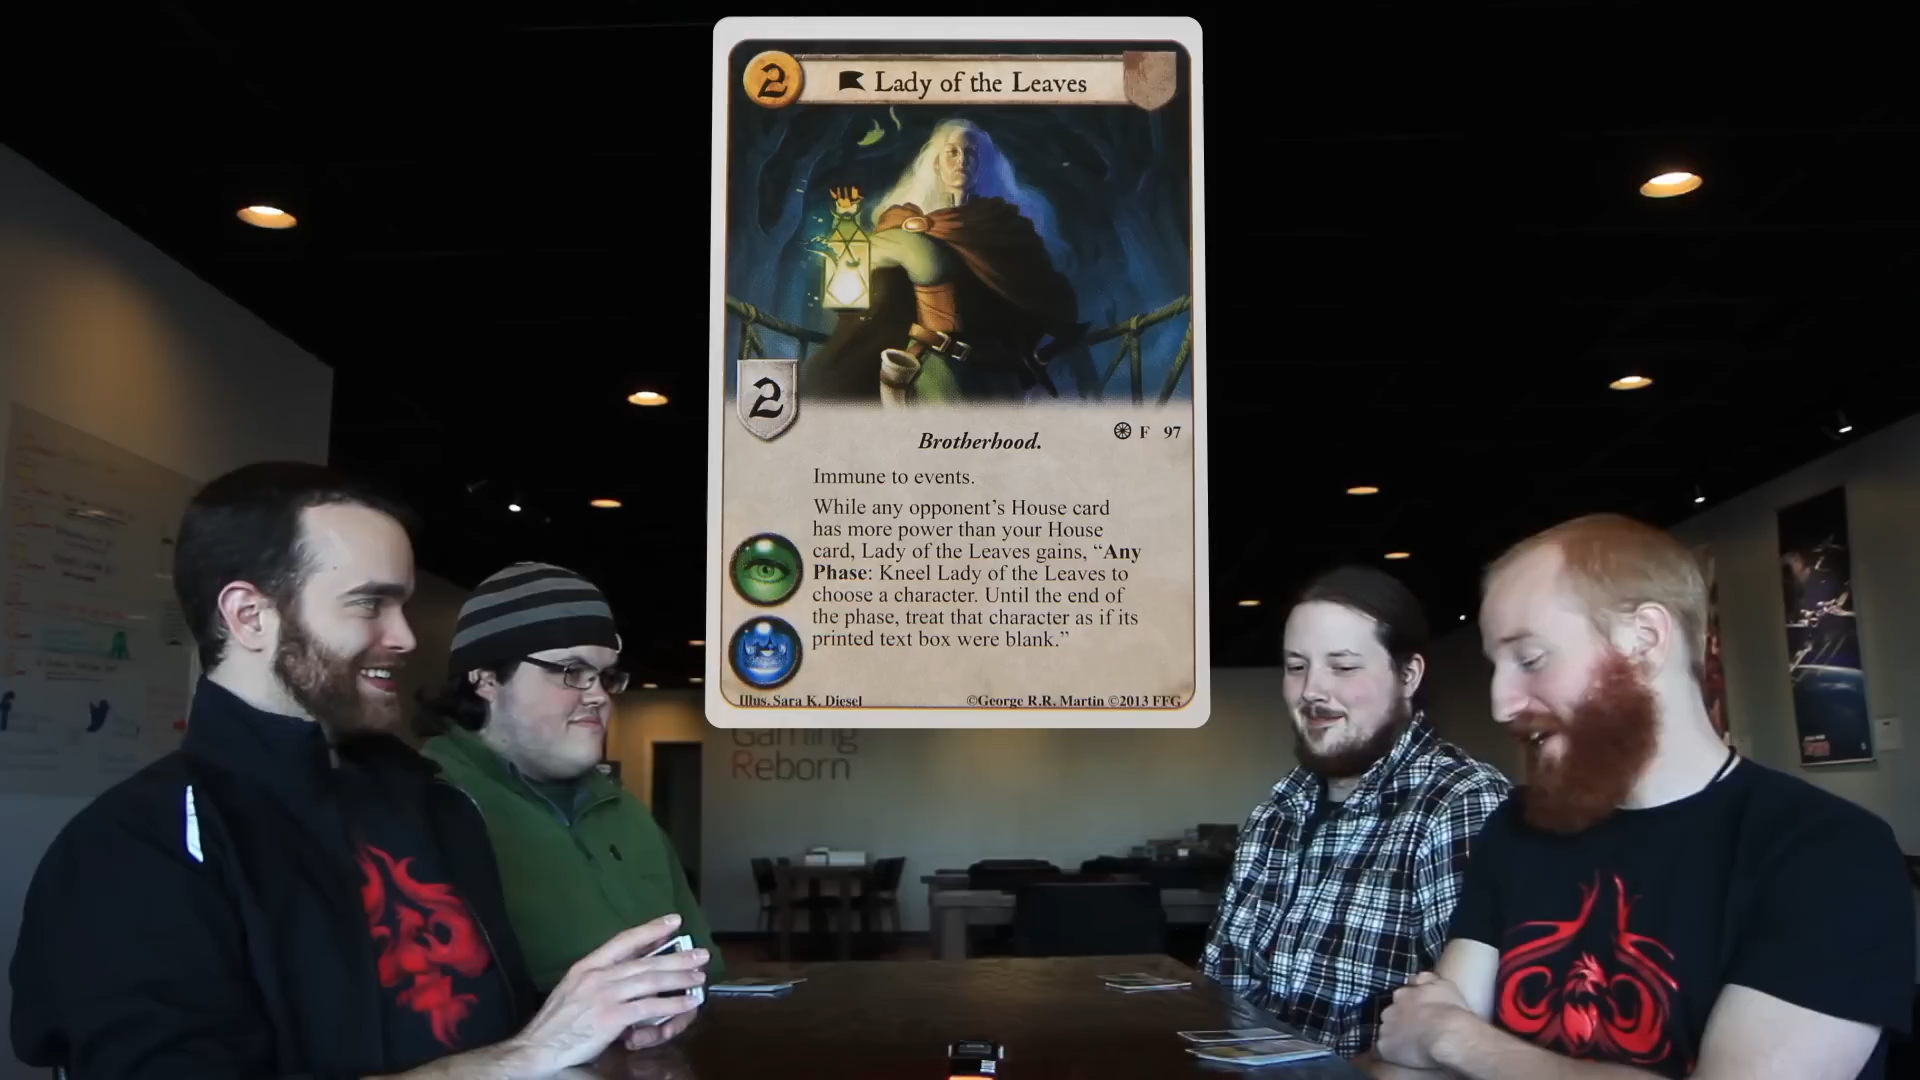 2
Lady of the Leaves
2
Brotherhood.
F 97
Immune to events.
While any opponent's House card
has more power than your House
card, Lady of the Leaves gains, “Any
Phase: Kneel Lady of the Leaves to
choose a character. Until the end of
the phase, treat that character as if its
printed text box were blank.”
Illus. Sara K. Diesel
©George R.R. Martin ©2013 FFG
Gaming
Reborn